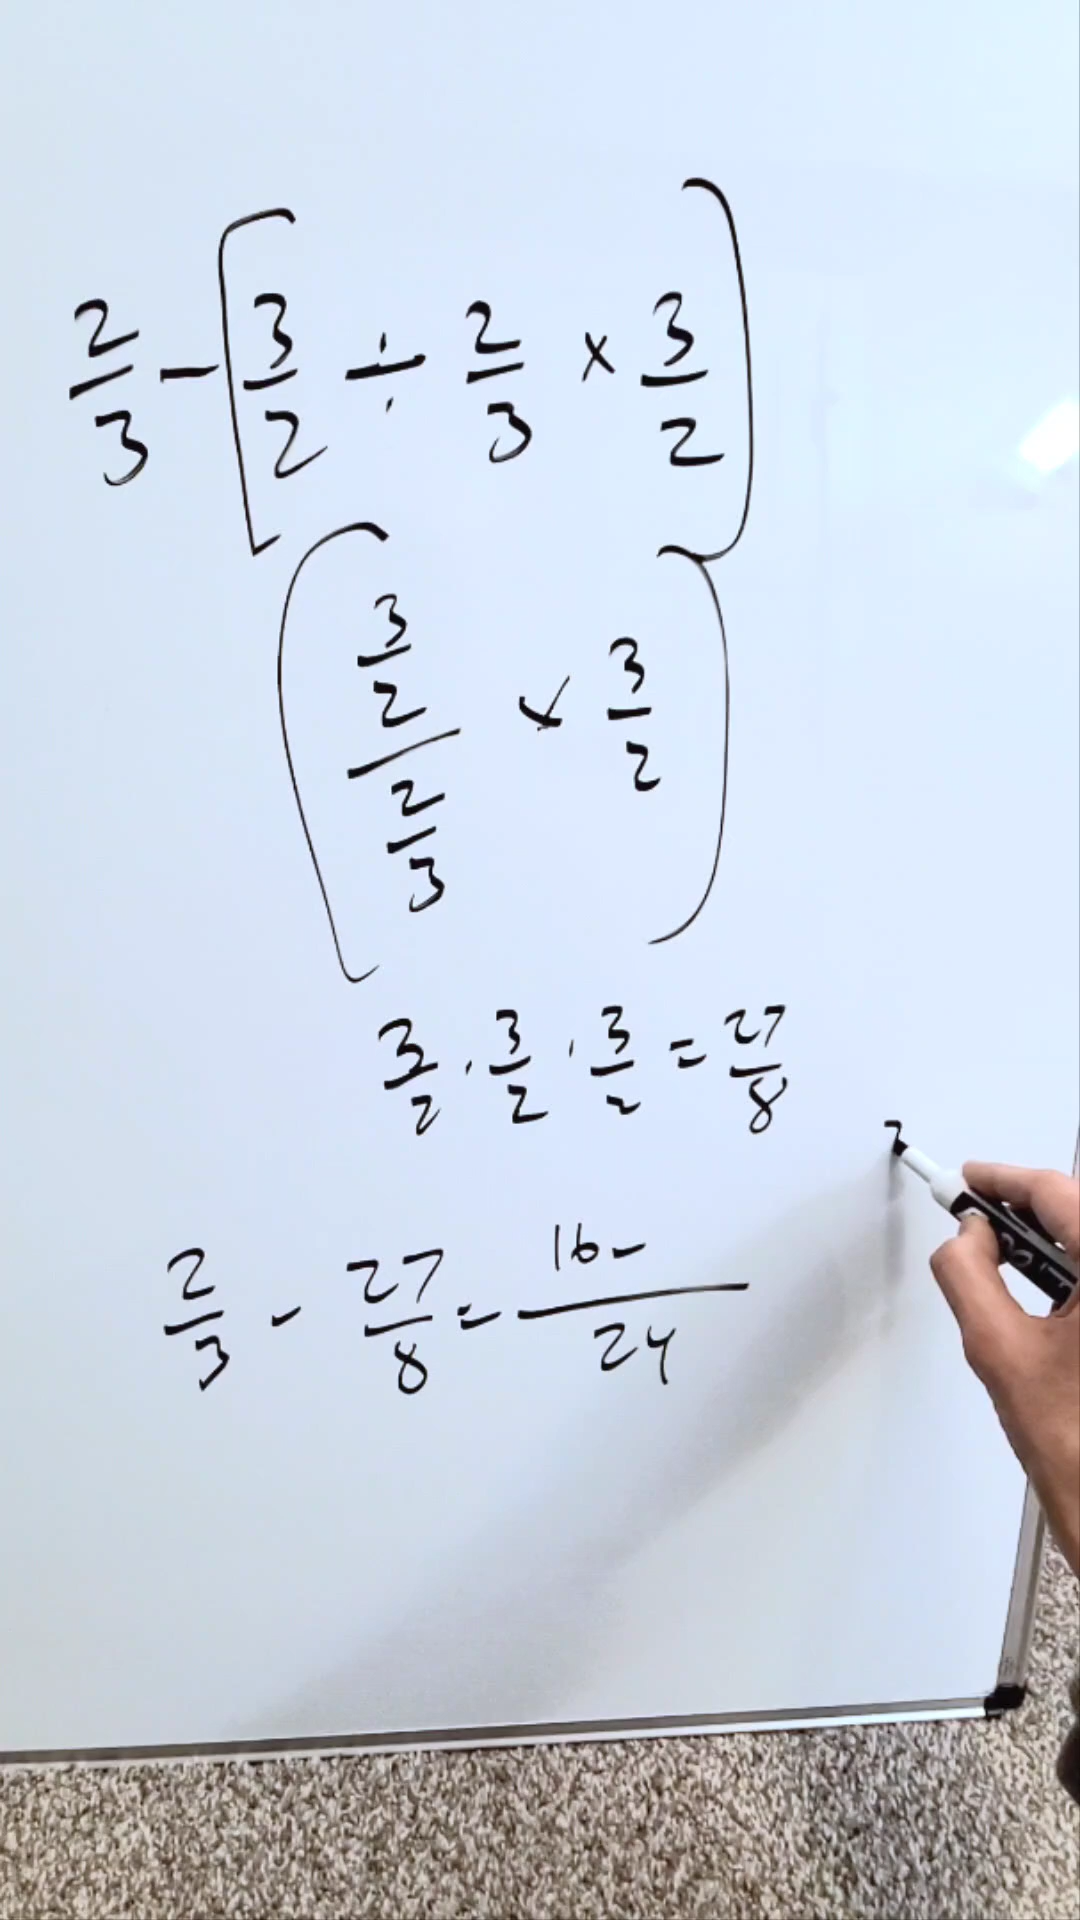 2/3 - [3/2 ÷ 2/3 × 3/2]
(3/2 / 2/3 × 3/2)
3/2 · 3/2 · 3/2 = 27/8
2/3 - 27/8 = 16- / 24